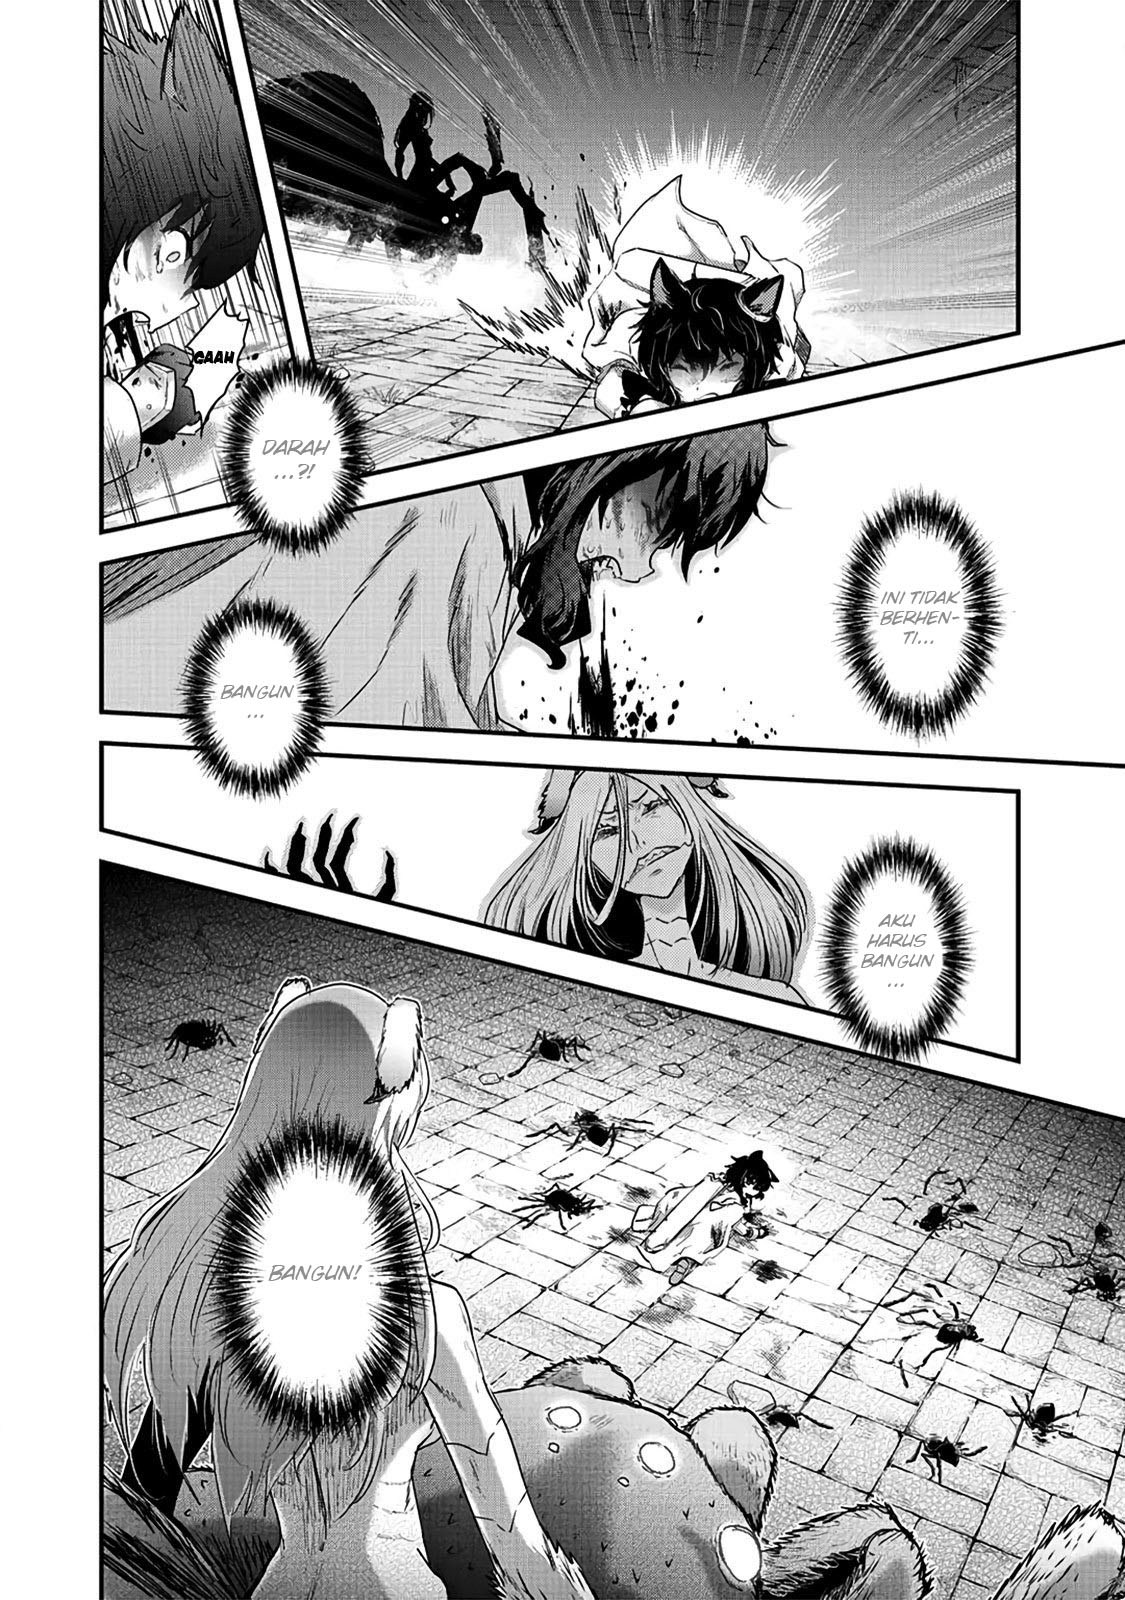 GAAH
DARAH
...?!
INI TIDAK
BERHEN-
TI...
BANGUN
...
AKU
HARUS
BANGUN
...
BANGUN!